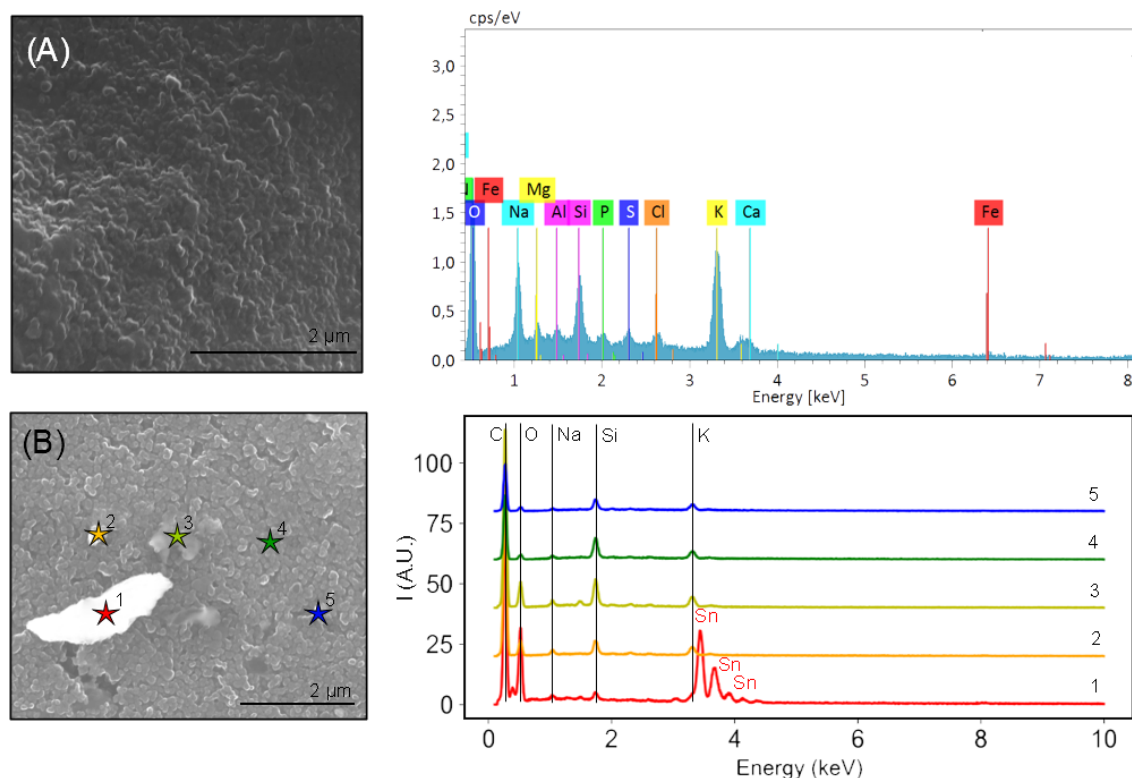 (A)
2 µm
cps/eV
3,0
2,5
2,0
1,5
1,0
0,5
0,0
Fe Mg
O Na Al Si P S Cl K Ca Fe
1 2 3 4 5 6 7 8
Energy [keV]
(B)
2 3 4
1 5
2 µm
C O Na Si K
100
75
50
25
0
I (A.U.)
5
4
3
Sn
2
Sn
Sn
1
0 2 4 6 8 10
Energy (keV)